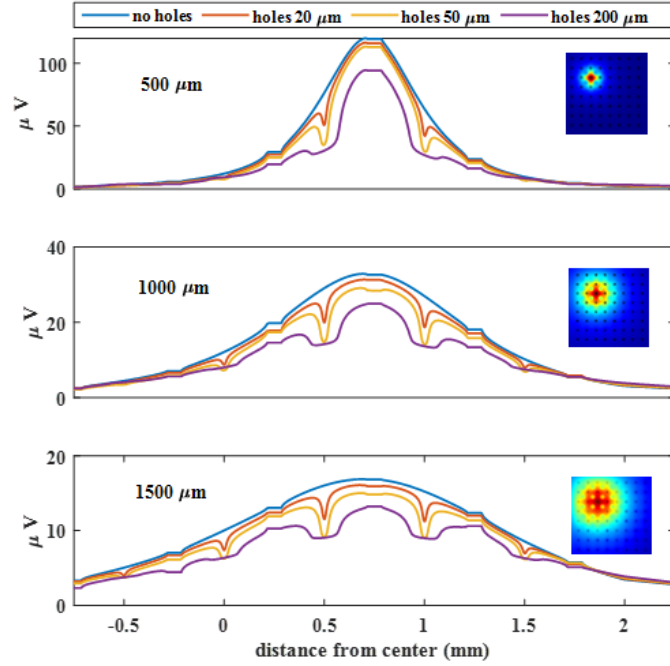 no holes holes 20 μm holes 50 μm holes 200 μm
100
50
0
μ V
500 μm
40
20
0
μ V
1000 μm
20
10
0
μ V
1500 μm
-0.5 0 0.5 1 1.5 2
distance from center (mm)